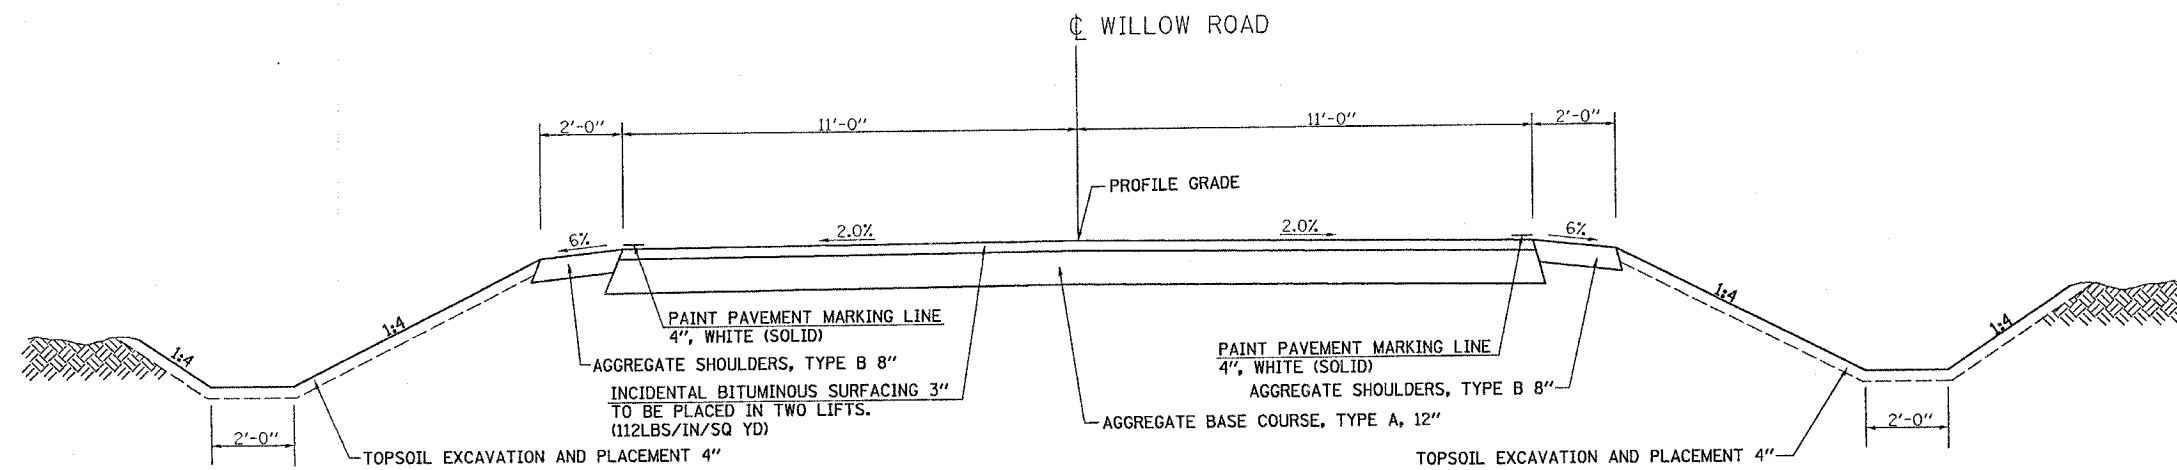 ℄ WILLOW ROAD
2'-0" 11'-0" 11'-0" 2'-0"
PROFILE GRADE
6% 2.0% 2.0% 6%
1:4 1:4 1:4 1:4
PAINT PAVEMENT MARKING LINE
4", WHITE (SOLID)
AGGREGATE SHOULDERS, TYPE B 8"
INCIDENTAL BITUMINOUS SURFACING 3"
TO BE PLACED IN TWO LIFTS.
(112LBS/IN/SQ YD)
PAINT PAVEMENT MARKING LINE
4", WHITE (SOLID)
AGGREGATE SHOULDERS, TYPE B 8"
AGGREGATE BASE COURSE, TYPE A, 12"
2'-0" 2'-0"
TOPSOIL EXCAVATION AND PLACEMENT 4"
TOPSOIL EXCAVATION AND PLACEMENT 4"